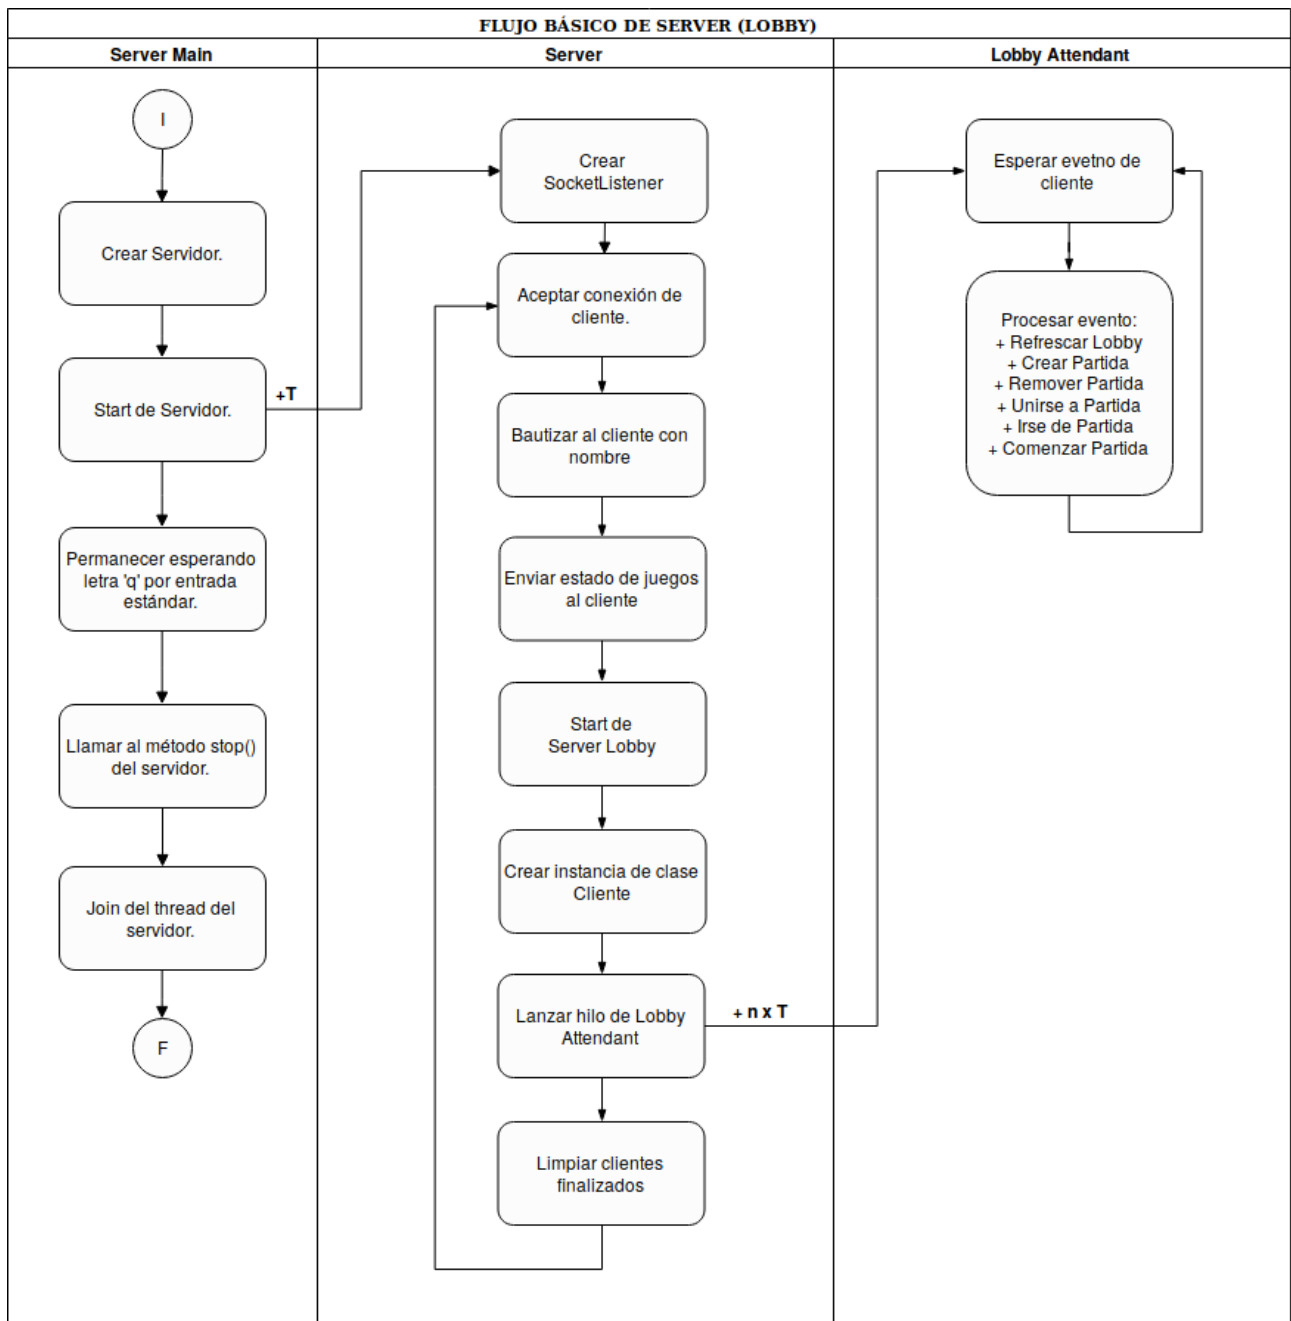 FLUJO BÁSICO DE SERVER (LOBBY)
Server Main
Server
Lobby Attendant
I
Crear Servidor.
Start de Servidor.
+T
Permanecer esperando
letra 'q' por entrada
estándar.
Llamar al método stop()
del servidor.
Join del thread del
servidor.
F
Crear
SocketListener
Aceptar conexión de
cliente.
Bautizar al cliente con
nombre
Enviar estado de juegos
al cliente
Start de
Server Lobby
Crear instancia de clase
Cliente
Lanzar hilo de Lobby
Attendant
+ n x T
Limpiar clientes
finalizados
Esperar evetno de
cliente
Procesar evento:
+ Refrescar Lobby
+ Crear Partida
+ Remover Partida
+ Unirse a Partida
+ Irse de Partida
+ Comenzar Partida